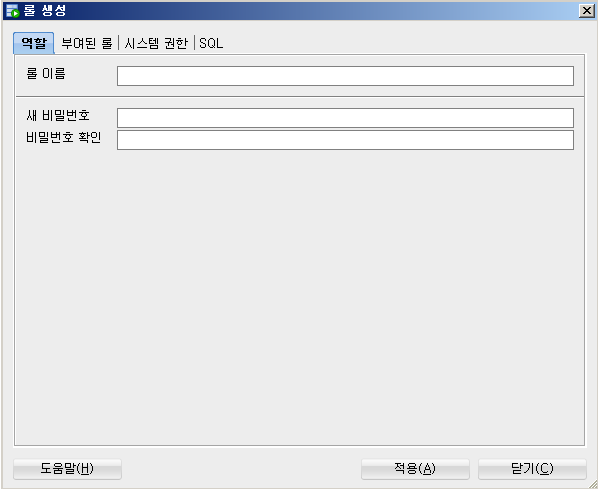 롤 생성
역할 부여된 롤 시스템 권한 SQL
롤 이름
새 비밀번호
비밀번호 확인
도움말(H) 적용(A) 닫기(C)